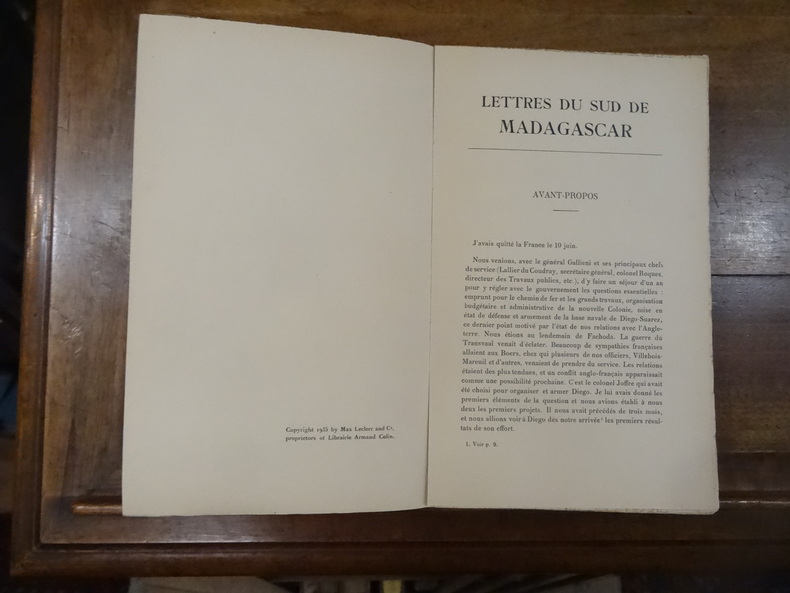 Copyright 1935 by Max Leclerc and Co,
proprietors of Librairie Armand Colin.
LETTRES DU SUD DE
MADAGASCAR
AVANT-PROPOS
J'avais quitté la France le 10 juin.
Nous venions, avec le général Gallieni et ses principaux chefs
de service (Lallier du Coudray, secrétaire général, colonel Roques,
directeur des Travaux publics, etc.), d'y faire un séjour d'un an
pour y régler avec le gouvernement les questions essentielles :
emprunt pour le chemin de fer et les grands travaux, organisation
budgétaire et administrative de la nouvelle Colonie, mise en
état de défense et armement de la base navale de Diego-Suarez,
ce dernier point motivé par l'état de nos relations avec l'Angle-
terre. Nous étions au lendemain de Fachoda. La guerre du
Transvaal venait d'éclater. Beaucoup de sympathies françaises
allaient aux Boers, chez qui plusieurs de nos officiers, Villebois-
Mareuil et d'autres, venaient de prendre du service. Les relations
étaient des plus tendues, et un conflit anglo-français apparaissait
comme une possibilité prochaine. C'est le colonel Joffre qui avait
été choisi pour organiser et armer Diego. Je lui avais donné les
premiers éléments de la question et nous avions établi à nous
deux les premiers projets. Il nous avait précédés de trois mois,
et nous allions voir à Diego dès notre arrivée¹ les premiers résul-
tats de son effort.
1. Voir p. 8.